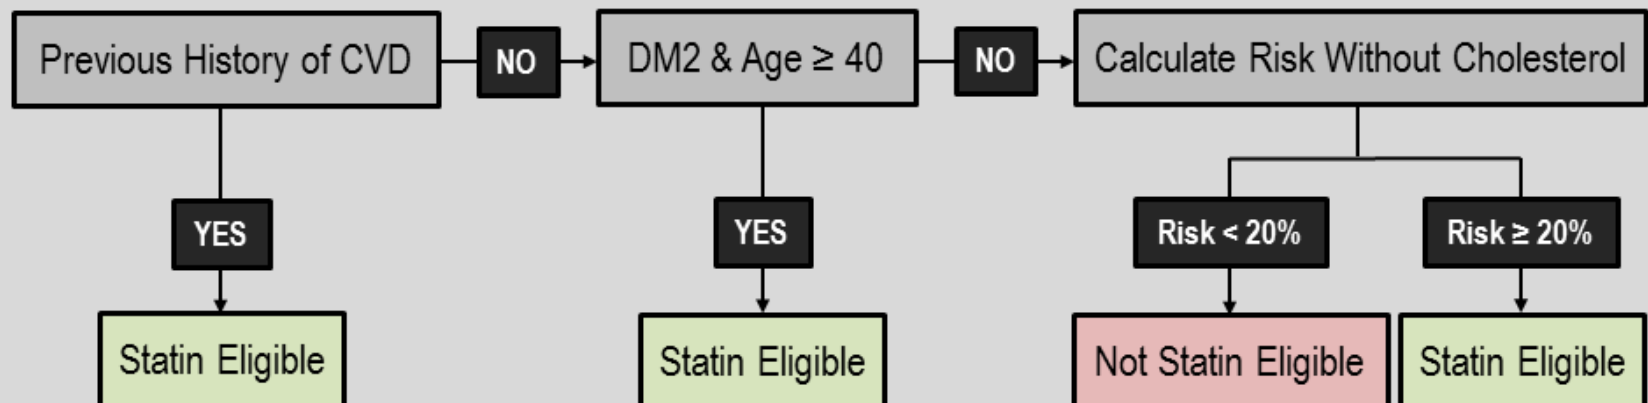 Previous History of CVD
NO
DM2 & Age ≥ 40
NO
Calculate Risk Without Cholesterol
YES
YES
Risk < 20%
Risk ≥ 20%
Statin Eligible
Statin Eligible
Not Statin Eligible
Statin Eligible